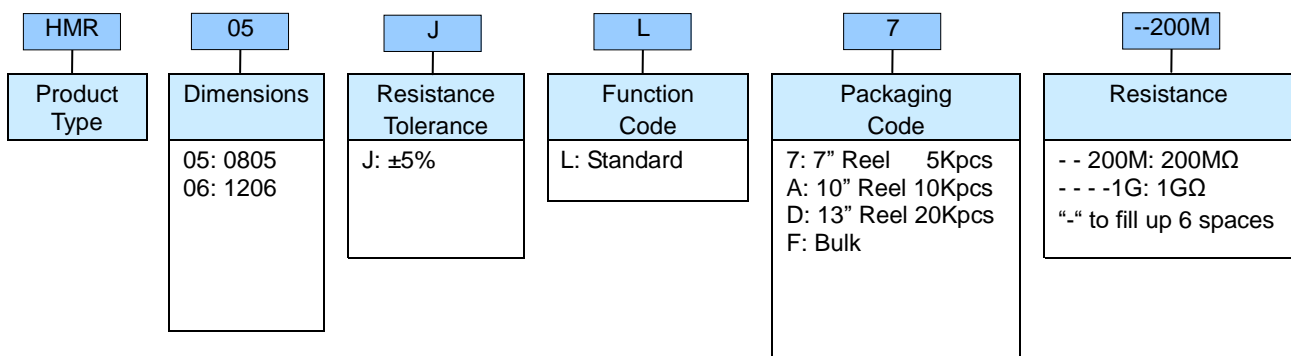 HMR 05 J L 7 --200M
Product Type
Dimensions
Resistance Tolerance
Function Code
Packaging Code
Resistance
05: 0805
06: 1206
J: ±5%
L: Standard
7: 7” Reel 5Kpcs
A: 10” Reel 10Kpcs
D: 13” Reel 20Kpcs
F: Bulk
- - 200M: 200MΩ
- - - -1G: 1GΩ
“-“ to fill up 6 spaces